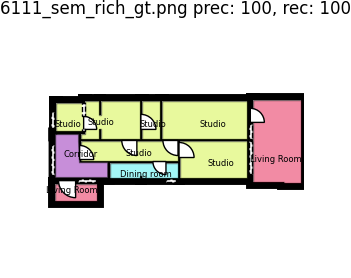 6111_sem_rich_gt.png prec: 100, rec: 100
Studio
Studio
Studio
Studio
Corridor
Studio
Living Room
Studio
Dining room
Living Room